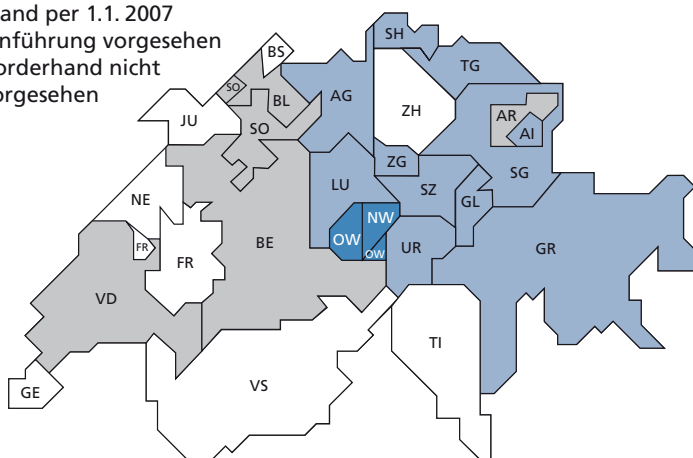 and per 1.1. 2007
nführung vorgesehen
orderhand nicht
orgesehen
SH
BS
TG
SO
BL
AG
JU
ZH
AR
SO
AI
ZG
LU
SZ
SG
NE
GL
NW
OW
FR
BE
UR
GR
FR
OW
VD
TI
GE
VS